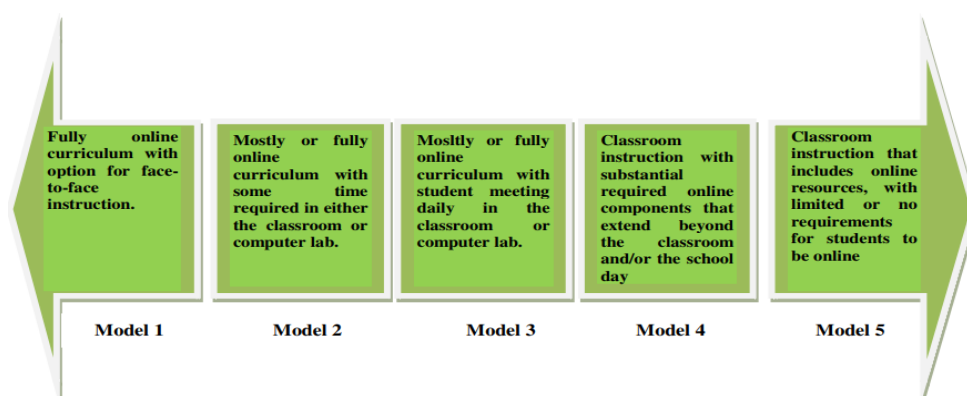 Fully online
curriculum with
option for face-
to-face
instruction.
Mostly or fully
online
curriculum with
some time
required in either
the classroom or
computer lab.
Mosltly or fully
online
curriculum with
student meeting
daily in the
classroom or
computer lab.
Classroom
instruction with
substantial
required online
components that
extend beyond
the classroom
and/or the school
day
Classroom
instruction that
includes online
resources, with
limited or no
requirements
for students to
be online
Model 1
Model 2
Model 3
Model 4
Model 5